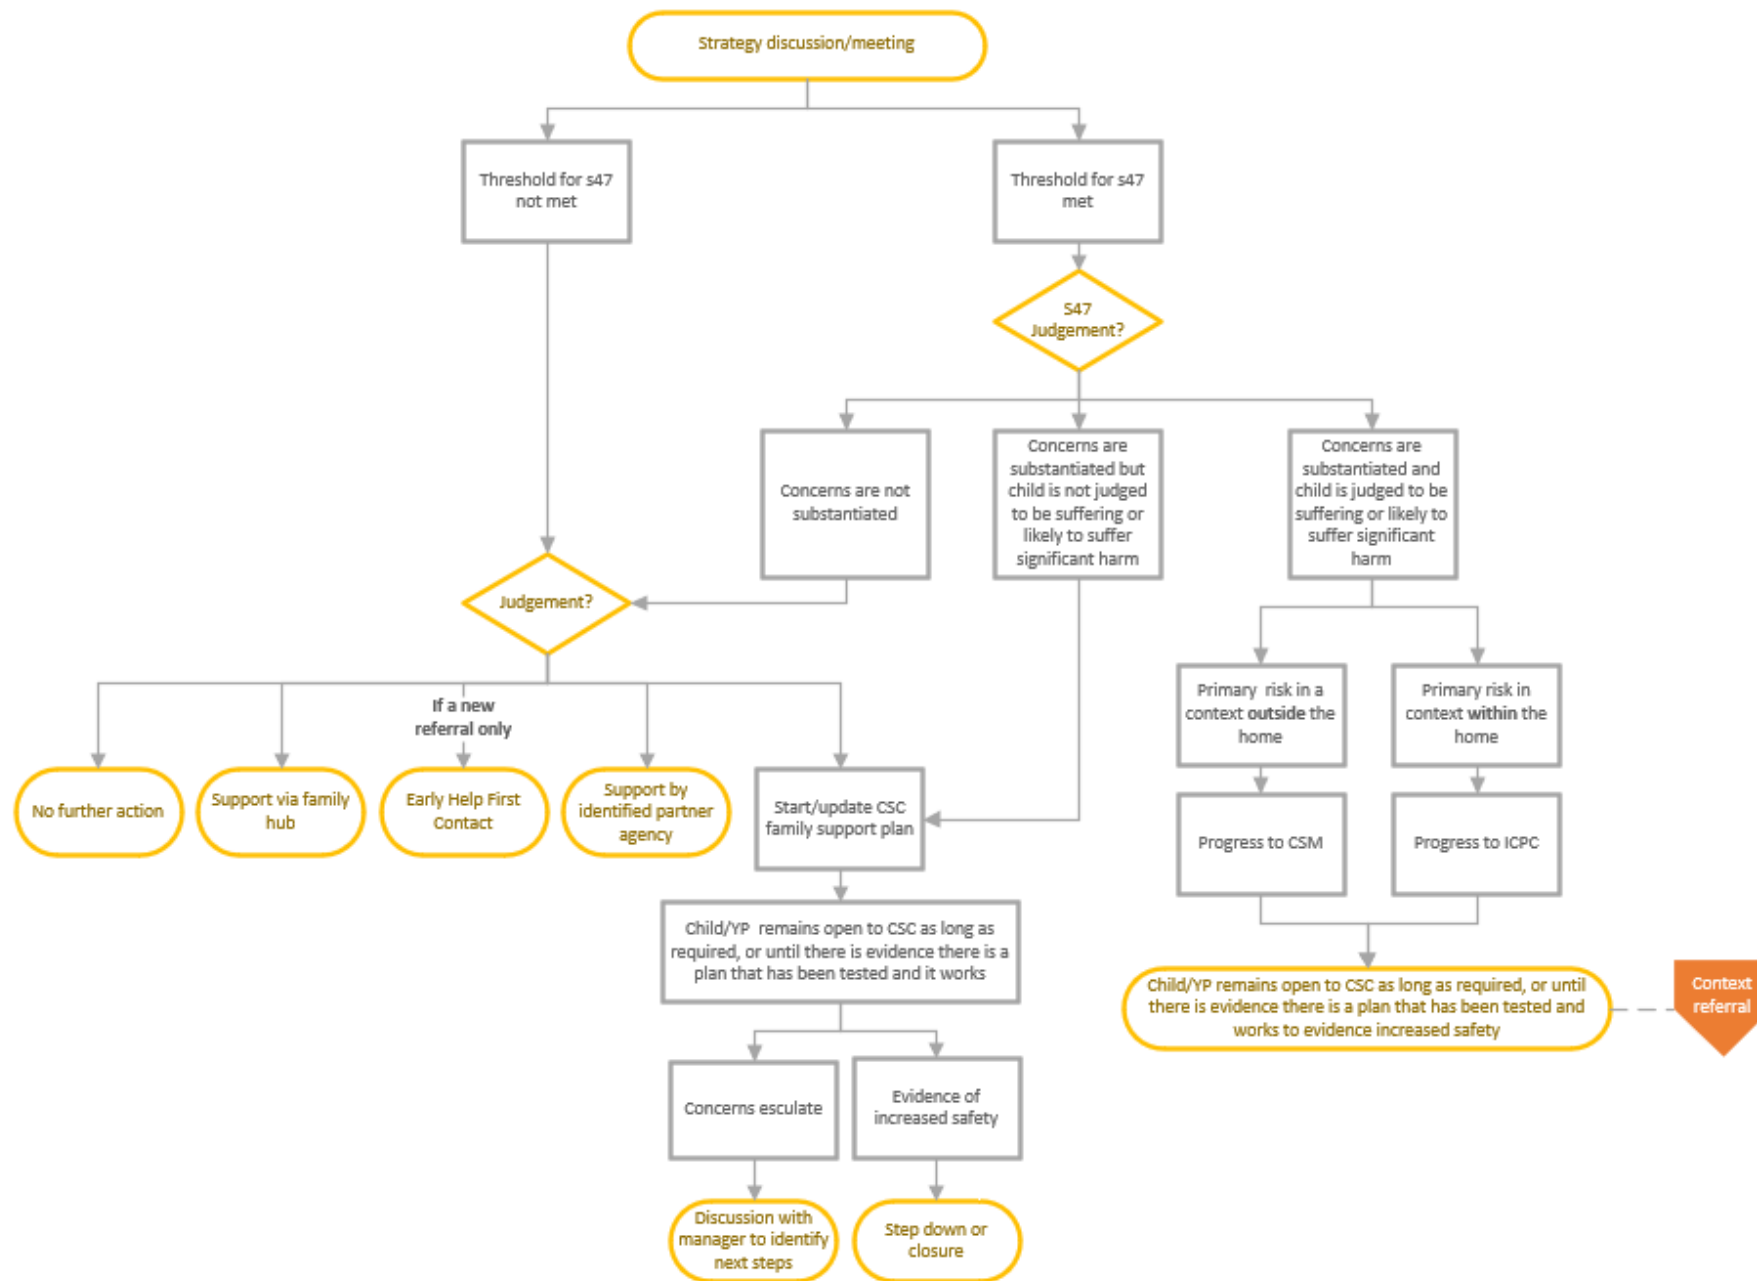 Strategy discussion/meeting
Threshold for s47
not met
Threshold for s47
met
S47
Judgement?
Concerns are not
substantiated
Concerns are
substantiated but
child is not judged
to be suffering or
likely to suffer
significant harm
Concerns are
substantiated and
child is judged to be
suffering or likely to
suffer significant
harm
Judgement?
If a new
referral only
Primary risk in a
context outside the
home
Primary risk in
context within the
home
No further action
Support via family
hub
Early Help First
Contact
Support by
identified partner
agency
Start/update CSC
family support plan
Progress to CSM
Progress to ICPC
Child/YP remains open to CSC as long as
required, or until there is evidence there is a
plan that has been tested and it works
Child/YP remains open to CSC as long as required, or until
there is evidence there is a plan that has been tested and
works to evidence increased safety
Context
referral
Concerns esculate
Evidence of
increased safety
Discussion with
manager to identify
next steps
Step down or
closure